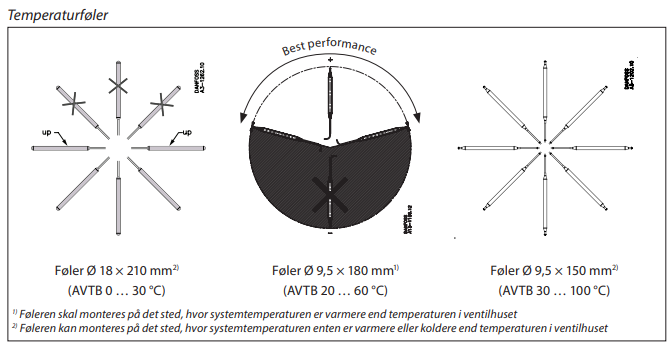 Temperaturføler
Best performance
+
DANFOSS
up
up
−
DANFOSS
DANFOSS
Føler Ø 18 × 210 mm2)
(AVTB 0 … 30 °C)
Føler Ø 9,5 × 180 mm1)
(AVTB 20 … 60 °C)
Føler Ø 9,5 × 150 mm2)
(AVTB 30 … 100 °C)
1) Føleren skal monteres på det sted, hvor systemtemperaturen er varmere end temperaturen i ventilhuset
2) Føleren kan monteres på det sted, hvor systemtemperaturen enten er varmere eller koldere end temperaturen i ventilhuset